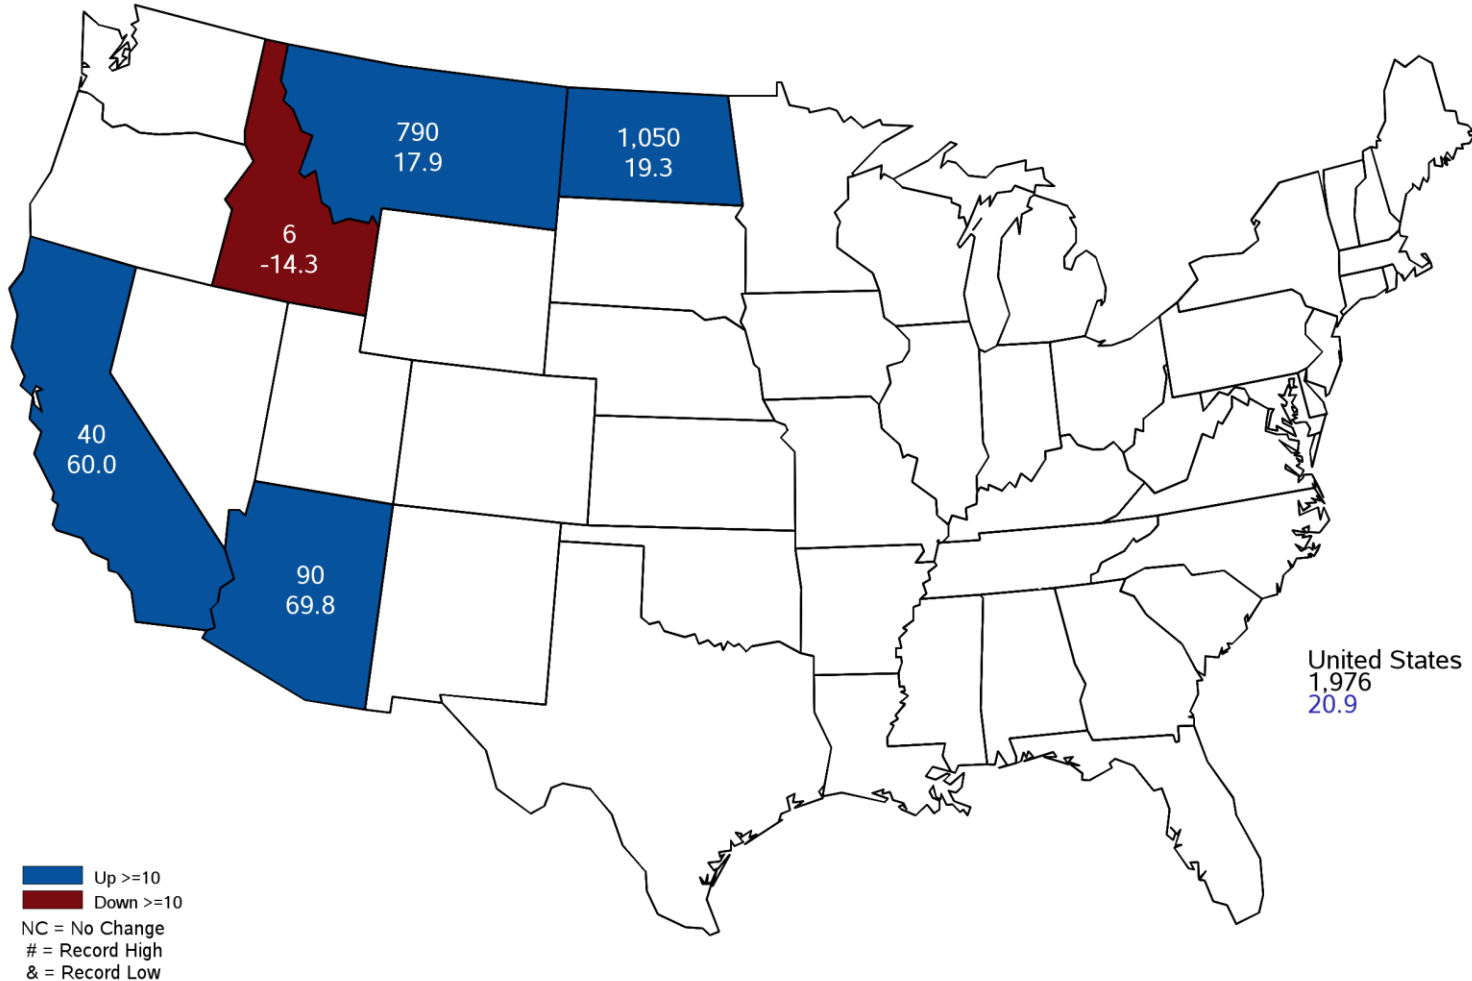 790
17.9
1,050
19.3
6
-14.3
40
60.0
90
69.8
United States
1,976
20.9
Up >=10
Down >=10
NC = No Change
# = Record High
& = Record Low